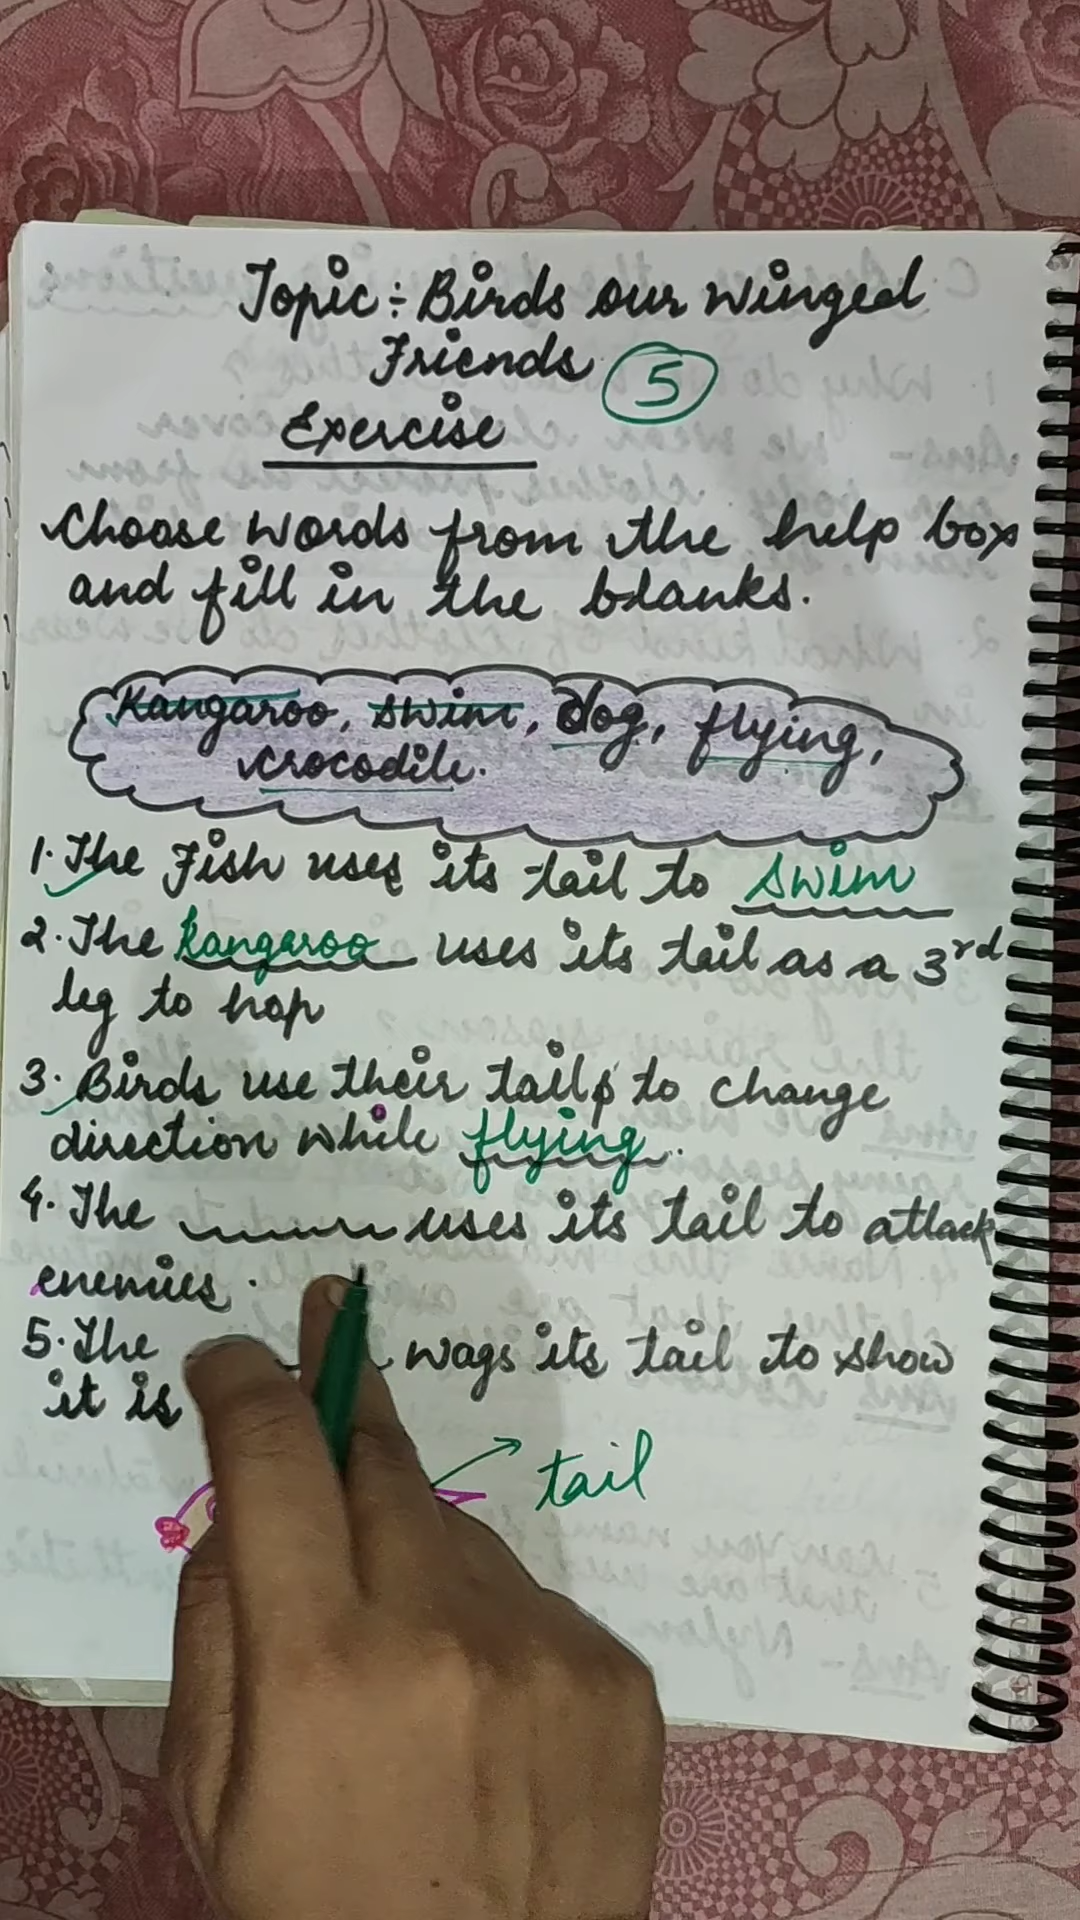 Topic:- Birds our winged
Friends 5
Exercise
Choose words from the help box
and fill in the blanks.
Kangaroo, swim, dog, flying,
crocodile.
1. The Fish uses its tail to swim
2. The Kangaroo uses its tail as a 3rd
leg to hop
3. Birds use their tail to change
direction while flying.
4. The uses its tail to attack
enemies.
5. The wags its tail to show
it is
tail